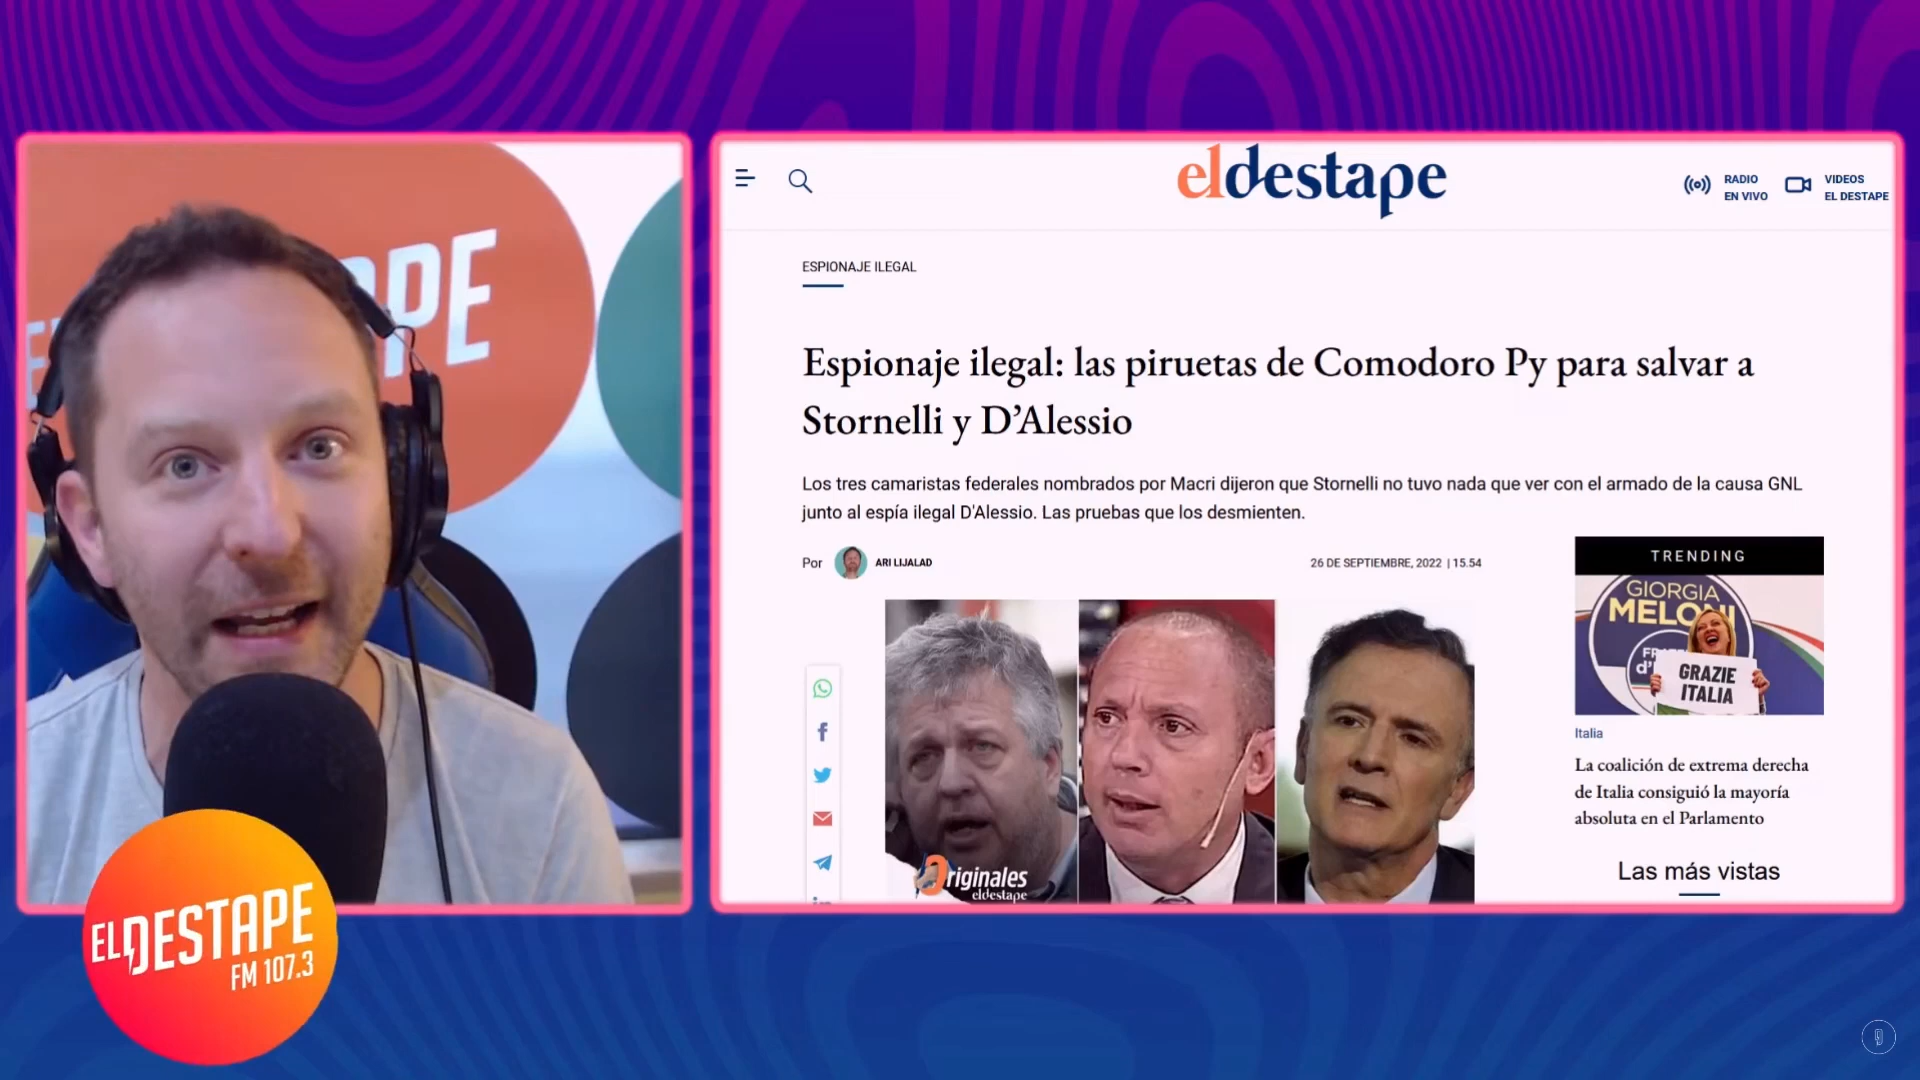 PE
E
eldestape
RADIO
EN VIVO
VIDEOS
EL DESTAPE
ESPIONAJE ILEGAL
Espionaje ilegal: las piruetas de Comodoro Py para salvar a
Stornelli y D’Alessio
Los tres camaristas federales nombrados por Macri dijeron que Stornelli no tuvo nada que ver con el armado de la causa GNL
junto al espía ilegal D'Alessio. Las pruebas que los desmienten.
Por ARI LIJALAD
26 DE SEPTIEMBRE, 2022 | 15.54
TRENDING
GIORGIA
MELONI
GRAZIE
ITALIA
Italia
La coalición de extrema derecha
de Italia consiguió la mayoría
absoluta en el Parlamento
Las más vistas
Originales
eldestape
EL DESTAPE
FM 107.3